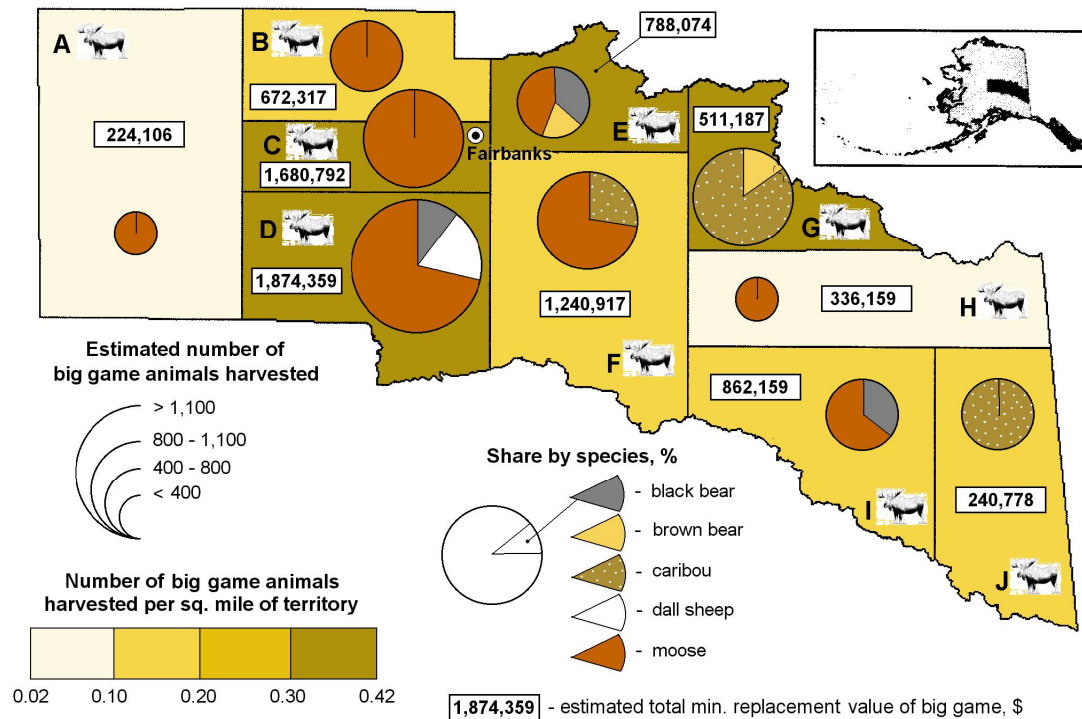 A
B
788,074
672,317
224,106
E
511,187
C
Fairbanks
1,680,792
D
G
1,874,359
1,240,917
336,159
H
F
862,159
Estimated number of
big game animals harvested
> 1,100
800 - 1,100
400 - 800
< 400
Share by species, %
- black bear
- brown bear
- caribou
- dall sheep
- moose
I
240,778
J
Number of big game animals
harvested per sq. mile of territory
0.02 0.10 0.20 0.30 0.42
1,874,359 - estimated total min. replacement value of big game, $